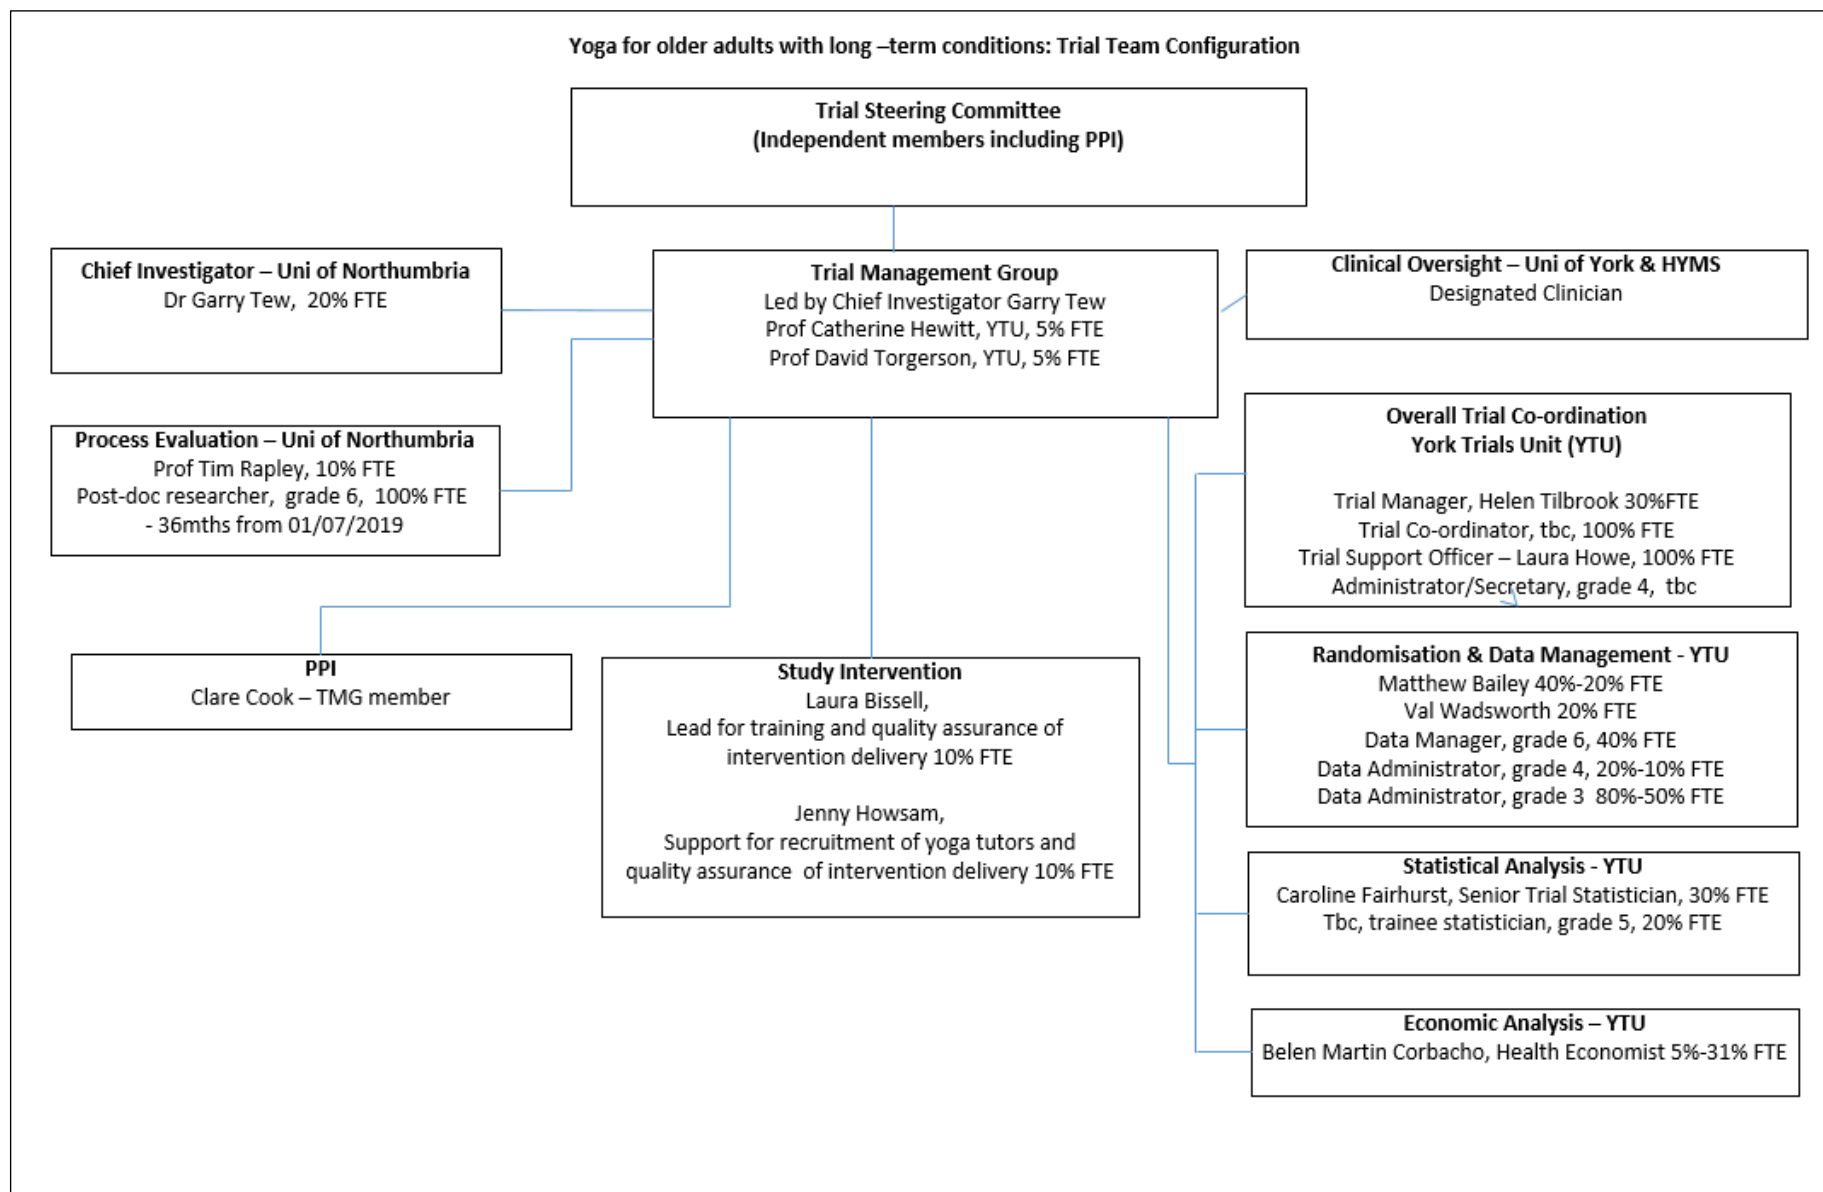 Yoga for older adults with long –term conditions: Trial Team Configuration
Trial Steering Committee
(Independent members including PPI)
Chief Investigator – Uni of Northumbria
Dr Garry Tew, 20% FTE
Trial Management Group
Led by Chief Investigator Garry Tew
Prof Catherine Hewitt, YTU, 5% FTE
Prof David Torgerson, YTU, 5% FTE
Clinical Oversight – Uni of York & HYMS
Designated Clinician
Process Evaluation – Uni of Northumbria
Prof Tim Rapley, 10% FTE
Post-doc researcher, grade 6, 100% FTE
- 36mths from 01/07/2019
Overall Trial Co-ordination
York Trials Unit (YTU)
Trial Manager, Helen Tilbrook 30%FTE
Trial Co-ordinator, tbc, 100% FTE
Trial Support Officer – Laura Howe, 100% FTE
Administrator/Secretary, grade 4, tbc
PPI
Clare Cook – TMG member
Study Intervention
Laura Bissell,
Lead for training and quality assurance of
intervention delivery 10% FTE
Jenny Howsam,
Support for recruitment of yoga tutors and
quality assurance of intervention delivery 10% FTE
Randomisation & Data Management - YTU
Matthew Bailey 40%-20% FTE
Val Wadsworth 20% FTE
Data Manager, grade 6, 40% FTE
Data Administrator, grade 4, 20%-10% FTE
Data Administrator, grade 3 80%-50% FTE
Statistical Analysis - YTU
Caroline Fairhurst, Senior Trial Statistician, 30% FTE
Tbc, trainee statistician, grade 5, 20% FTE
Economic Analysis – YTU
Belen Martin Corbacho, Health Economist 5%-31% FTE